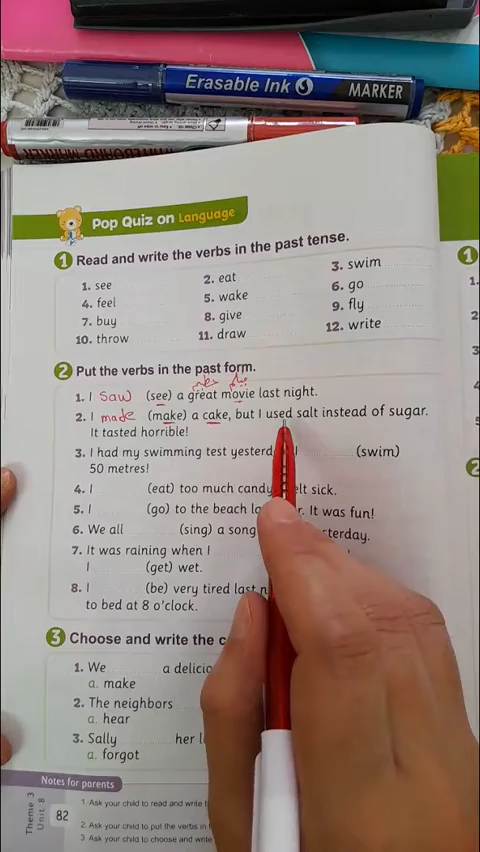 Erasable Ink MARKER
Pop Quiz on Language
1 Read and write the verbs in the past tense.
1. see 2. eat 3. swim
4. feel 5. wake 6. go
7. buy 8. give 9. fly
10. throw 11. draw 12. write
2 Put the verbs in the past form.
عظيم فيلم
1. I saw (see) a great movie last night.
2. I made (make) a cake, but I used salt instead of sugar.
It tasted horrible!
3. I had my swimming test (swim)
50 metres!
4. I (eat) too much candy sick.
5. I (go) to the beach It was fun!
6. We all (sing) a song
7. It was raining when I
I (get) wet.
8. I (be) very tired last
to bed at 8 o'clock.
3 Choose and write the
1. We a
a. make
2. The neighbors
a. hear
3. Sally her
a. forgot
Notes for parents
1. Ask your child to read and write
2. Ask your child to put the verbs in
3. Ask your child to choose and write
Theme 3
Unit 8
82
1
1.
2
3
4
2